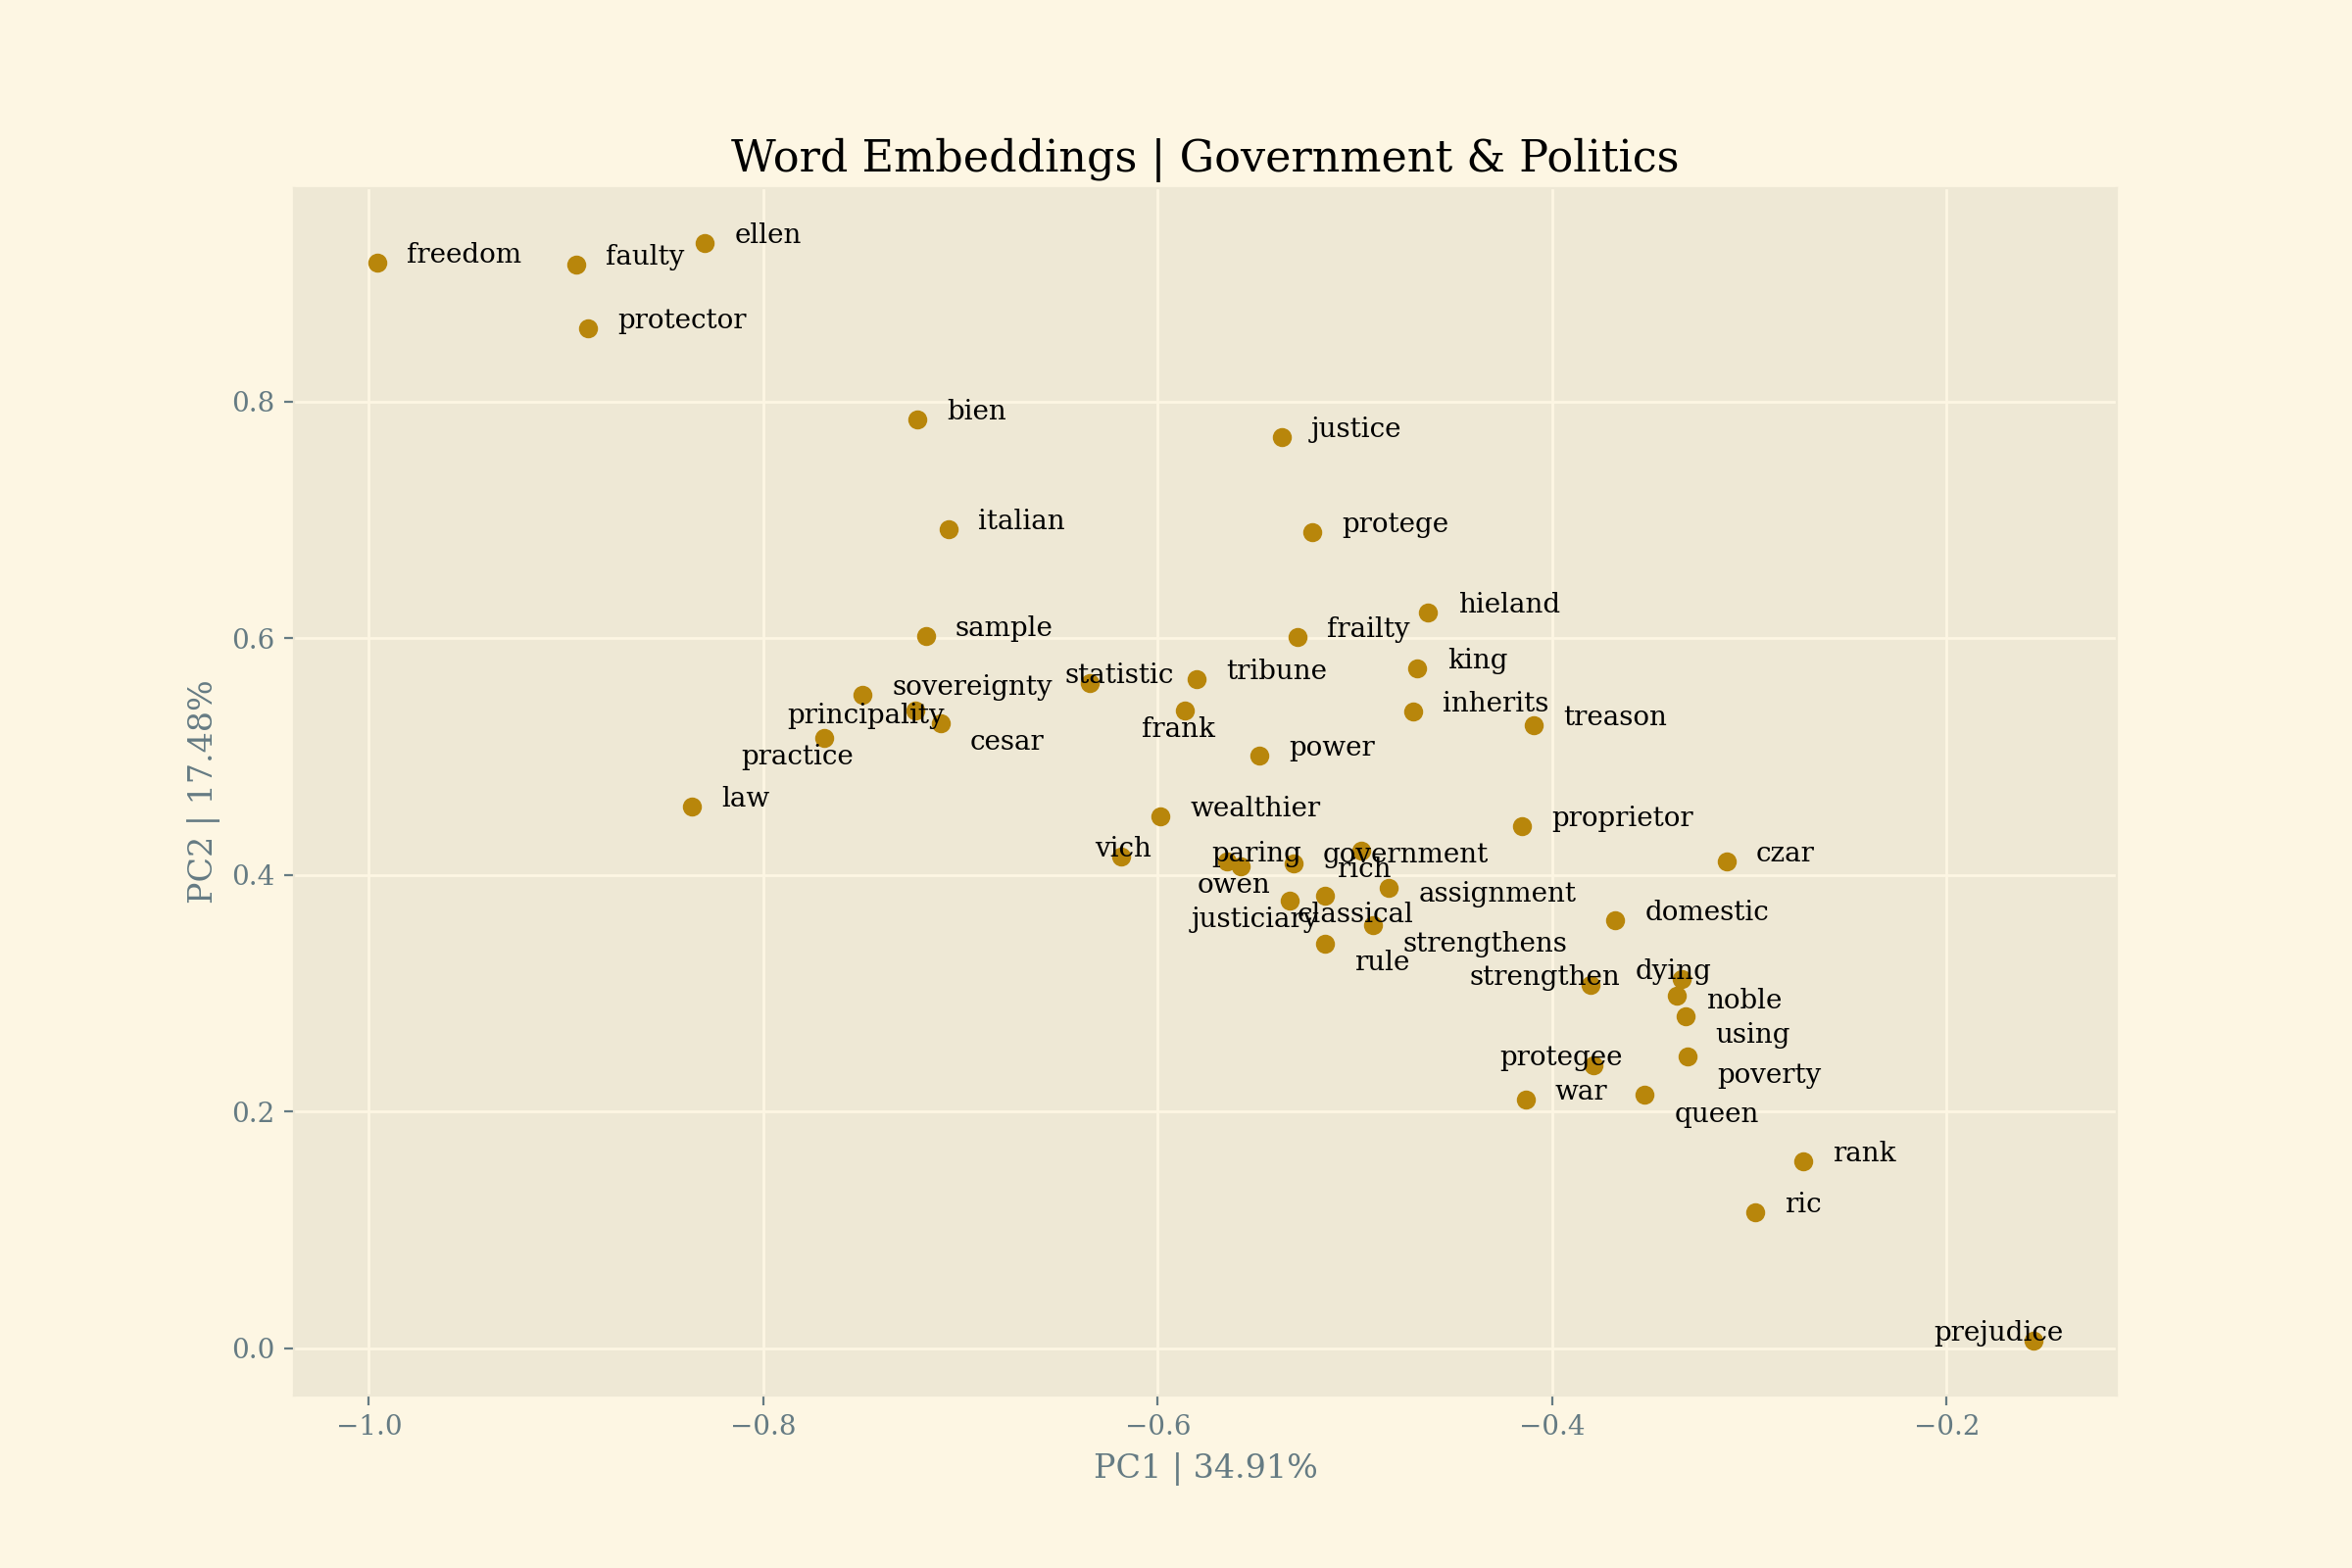 Word Embeddings | Government & Politics
ellen
freedom
faulty
protector
0.8
bien
justice
italian
protege
hieland
sample
frailty
0.6
king
statistic
tribune
sovereignty
inherits
principality
treason
frank
cesar
power
practice
law
wealthier
proprietor
vich
paring
government
czar
rich
0.4
owen
assignment
domestic
classical
justiciary
strengthens
rule
dying
strengthen
noble
using
protegee
poverty
war
0.2
queen
rank
ric
prejudice
0.0
−1.0 −0.8 −0.6 −0.4 −0.2
PC1 | 34.91%
PC2 | 17.48%